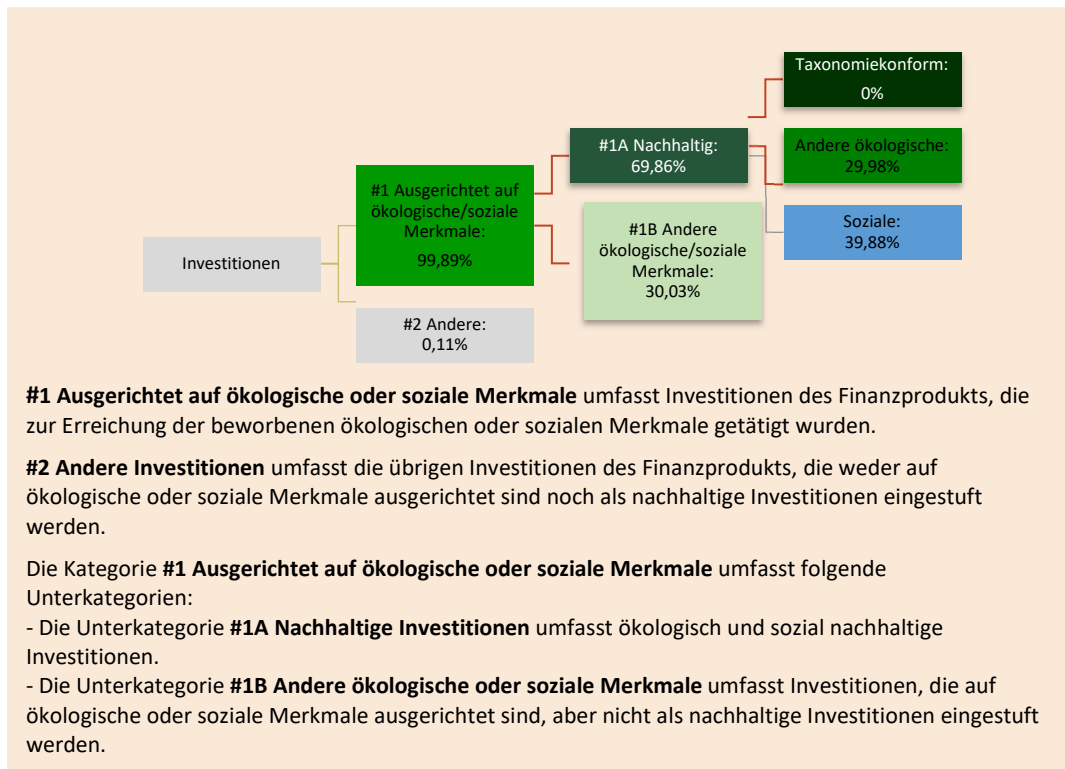 Taxonomiekonform:
0%
#1A Nachhaltig:
69,86%
Andere ökologische:
29,98%
#1 Ausgerichtet auf
ökologische/soziale
Merkmale:
99,89%
Soziale:
39,88%
#1B Andere
ökologische/soziale
Merkmale:
30,03%
Investitionen
#2 Andere:
0,11%
#1 Ausgerichtet auf ökologische oder soziale Merkmale umfasst Investitionen des Finanzprodukts, die
zur Erreichung der beworbenen ökologischen oder sozialen Merkmale getätigt wurden.
#2 Andere Investitionen umfasst die übrigen Investitionen des Finanzprodukts, die weder auf
ökologische oder soziale Merkmale ausgerichtet sind noch als nachhaltige Investitionen eingestuft
werden.
Die Kategorie #1 Ausgerichtet auf ökologische oder soziale Merkmale umfasst folgende
Unterkategorien:
- Die Unterkategorie #1A Nachhaltige Investitionen umfasst ökologisch und sozial nachhaltige
Investitionen.
- Die Unterkategorie #1B Andere ökologische oder soziale Merkmale umfasst Investitionen, die auf
ökologische oder soziale Merkmale ausgerichtet sind, aber nicht als nachhaltige Investitionen eingestuft
werden.